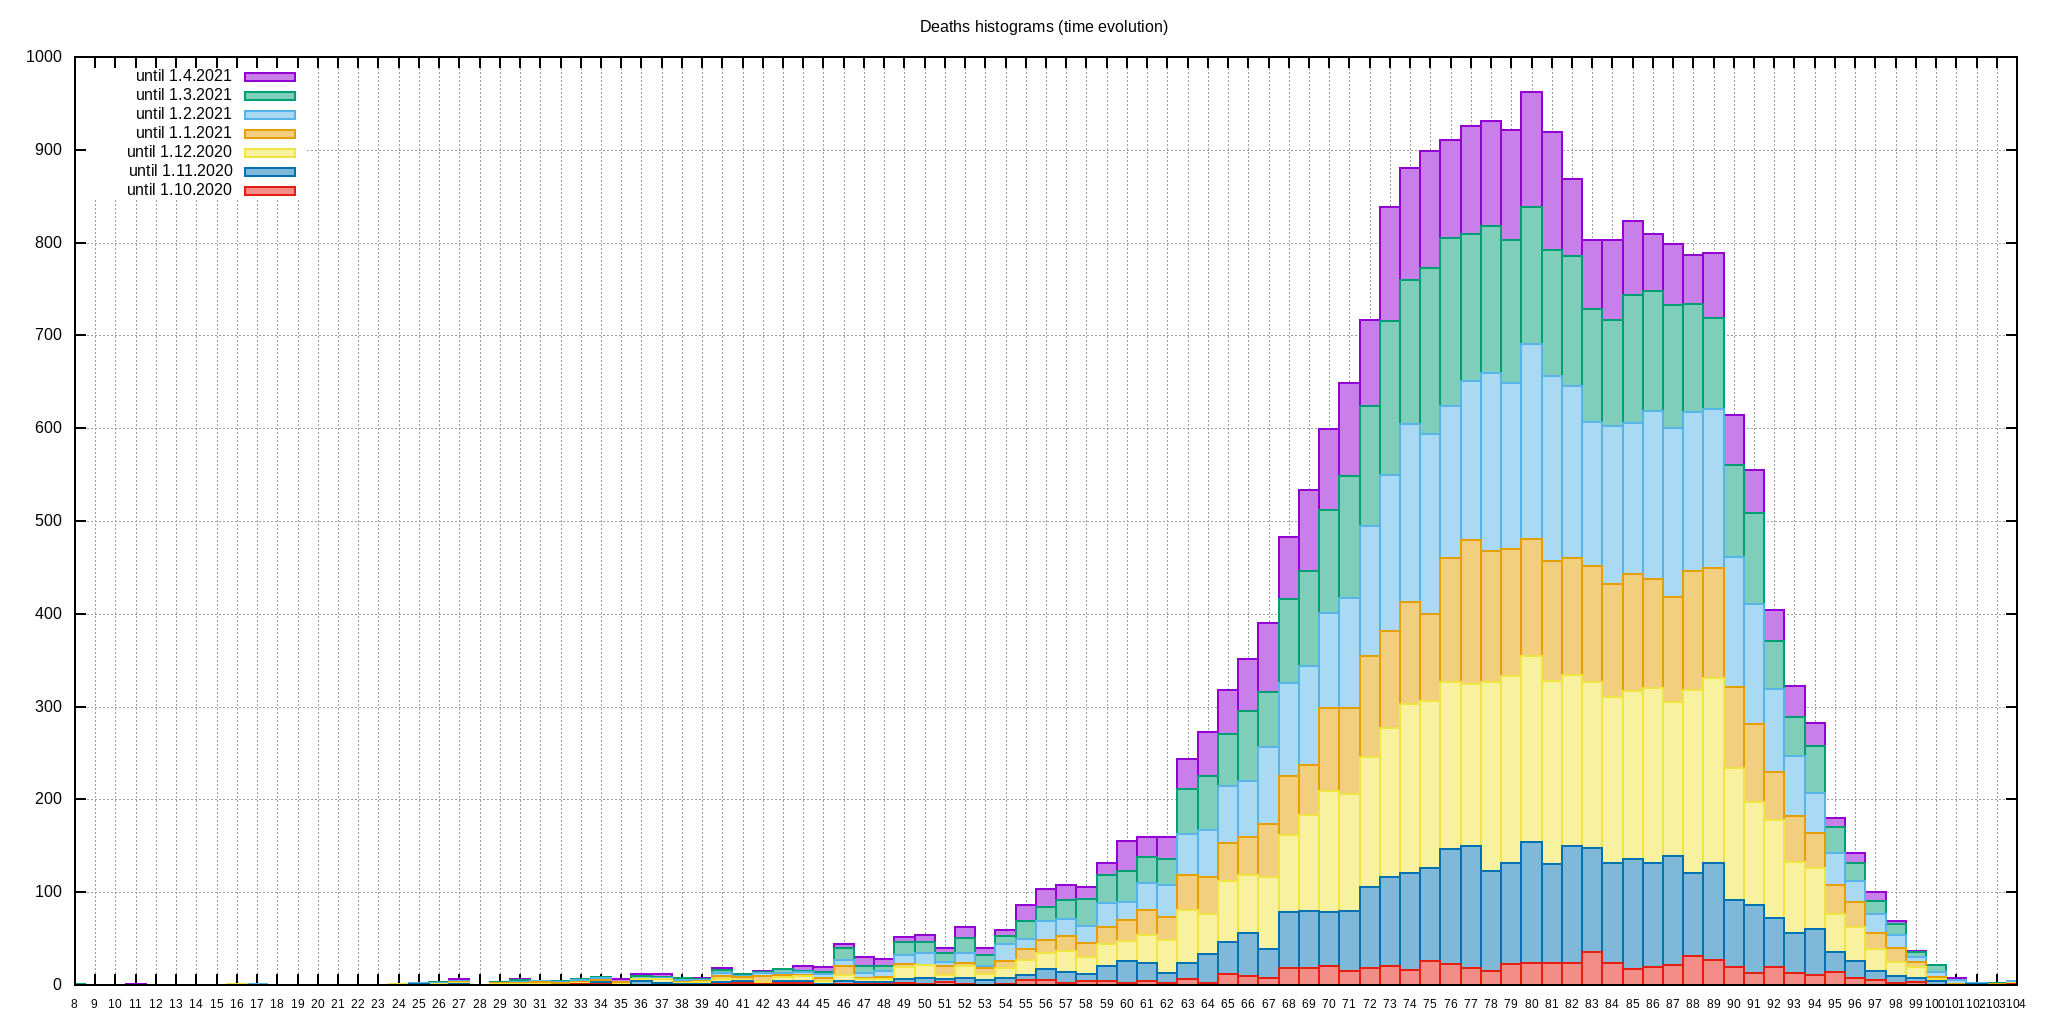 Deaths histograms (time evolution)
1000
900
800
700
600
500
400
300
200
100
0
until 1.4.2021
until 1.3.2021
until 1.2.2021
until 1.1.2021
until 1.12.2020
until 1.11.2020
until 1.10.2020
8 9 10 11 12 13 14 15 16 17 18 19 20 21 22 23 24 25 26 27 28 29 30 31 32 33 34 35 36 37 38 39 40 41 42 43 44 45 46 47 48 49 50 51 52 53 54 55 56 57 58 59 60 61 62 63 64 65 66 67 68 69 70 71 72 73 74 75 76 77 78 79 80 81 82 83 84 85 86 87 88 89 90 91 92 93 94 95 96 97 98 99 100 101 102 103 104